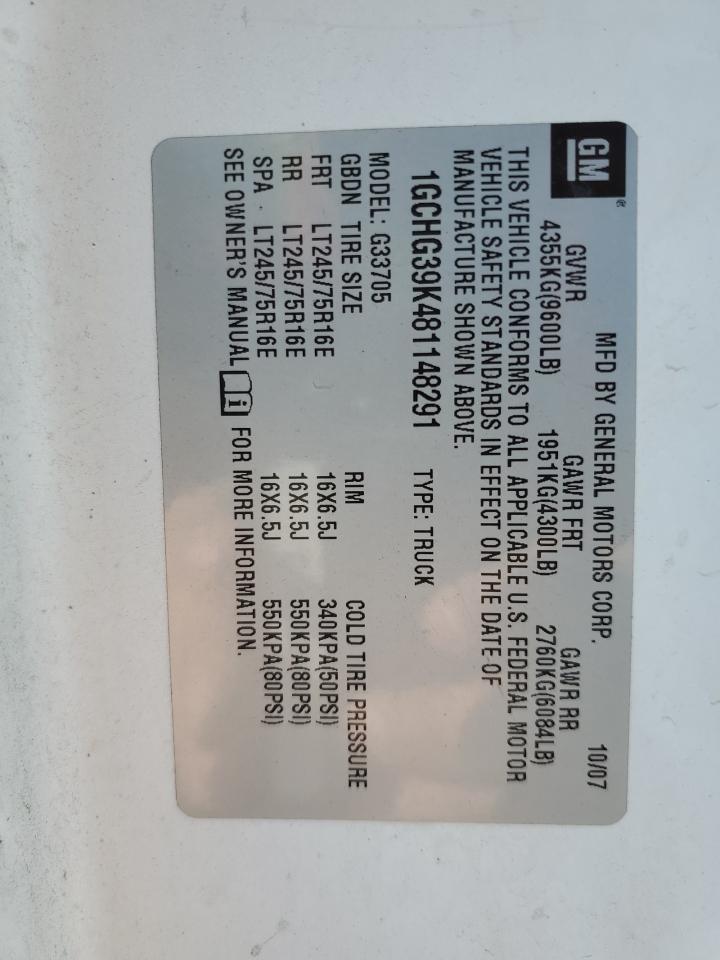 GM®
MFD BY GENERAL MOTORS CORP. 10/07
GVWR GAWR FRT GAWR RR
4355KG(9600LB) 1951KG(4300LB) 2760KG(6084LB)
THIS VEHICLE CONFORMS TO ALL APPLICABLE U.S. FEDERAL MOTOR
VEHICLE SAFETY STANDARDS IN EFFECT ON THE DATE OF
MANUFACTURE SHOWN ABOVE.
1GCHG39K481148291 TYPE: TRUCK
MODEL: G33705
GBDN TIRE SIZE RIM COLD TIRE PRESSURE
FRT LT245/75R16E 16X6.5J 340KPA(50PSI)
RR LT245/75R16E 16X6.5J 550KPA(80PSI)
SPA LT245/75R16E 16X6.5J 550KPA(80PSI)
SEE OWNER'S MANUAL i FOR MORE INFORMATION.